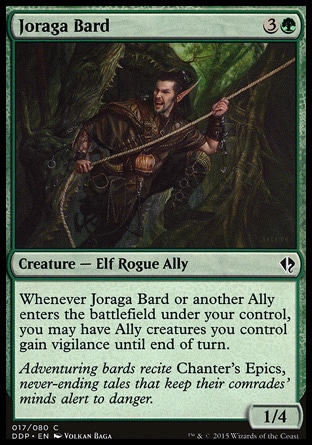 Joraga Bard 3
Creature — Elf Rogue Ally
Whenever Joraga Bard or another Ally
enters the battlefield under your control,
you may have Ally creatures you control
gain vigilance until end of turn.
Adventuring bards recite Chanter's Epics,
never-ending tales that keep their comrades'
minds alert to danger.
1/4
017/080 C
DDP • EN Volkan Baga
™ & © 2015 Wizards of the Coast